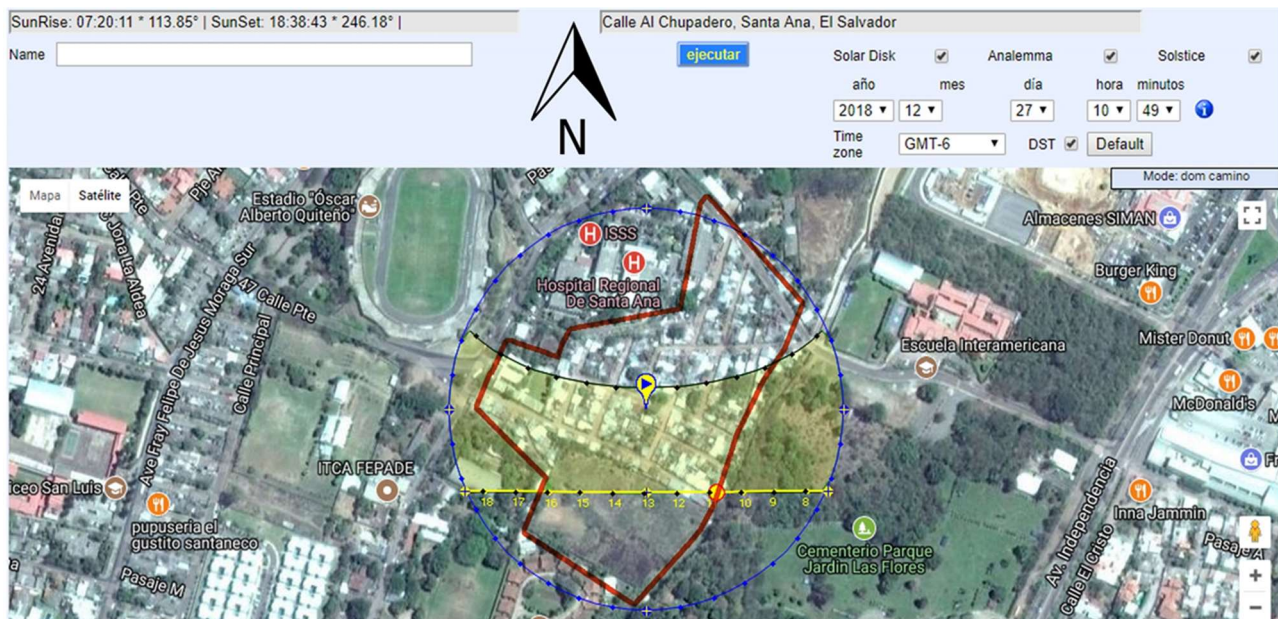 SunRise: 07:20:11 * 113.85° | SunSet: 18:38:43 * 246.18° |
Calle Al Chupadero, Santa Ana, El Salvador
Name
N
ejecutar
Solar Disk
Analemma
Solstice
año
mes
día
hora
minutos
2018
12
27
10
49
Time zone
GMT-6
DST
Default
Mode: dom camino
Mapa
Satélite
Estadio "Óscar
Alberto Quiteño"
ISSS
Hospital Regional
De Santa Ana
Almacenes SIMAN
Burger King
Mister Donut
McDonald's
Escuela Interamericana
24 Avenida
47 Calle Pte
Calle Principal
Ave Fray Felipe De Jesus Moraga Sur
ITCA FEPADE
iceo San Luis
pupuseria el
gustito santaneco
Pasaje M
18 17 16 15 14 13 12 10 9 8
Cementerio Parque
Jardin Las Flores
Inna Jammin
Av. Independencia
Calle El Cristo
Pasaje A